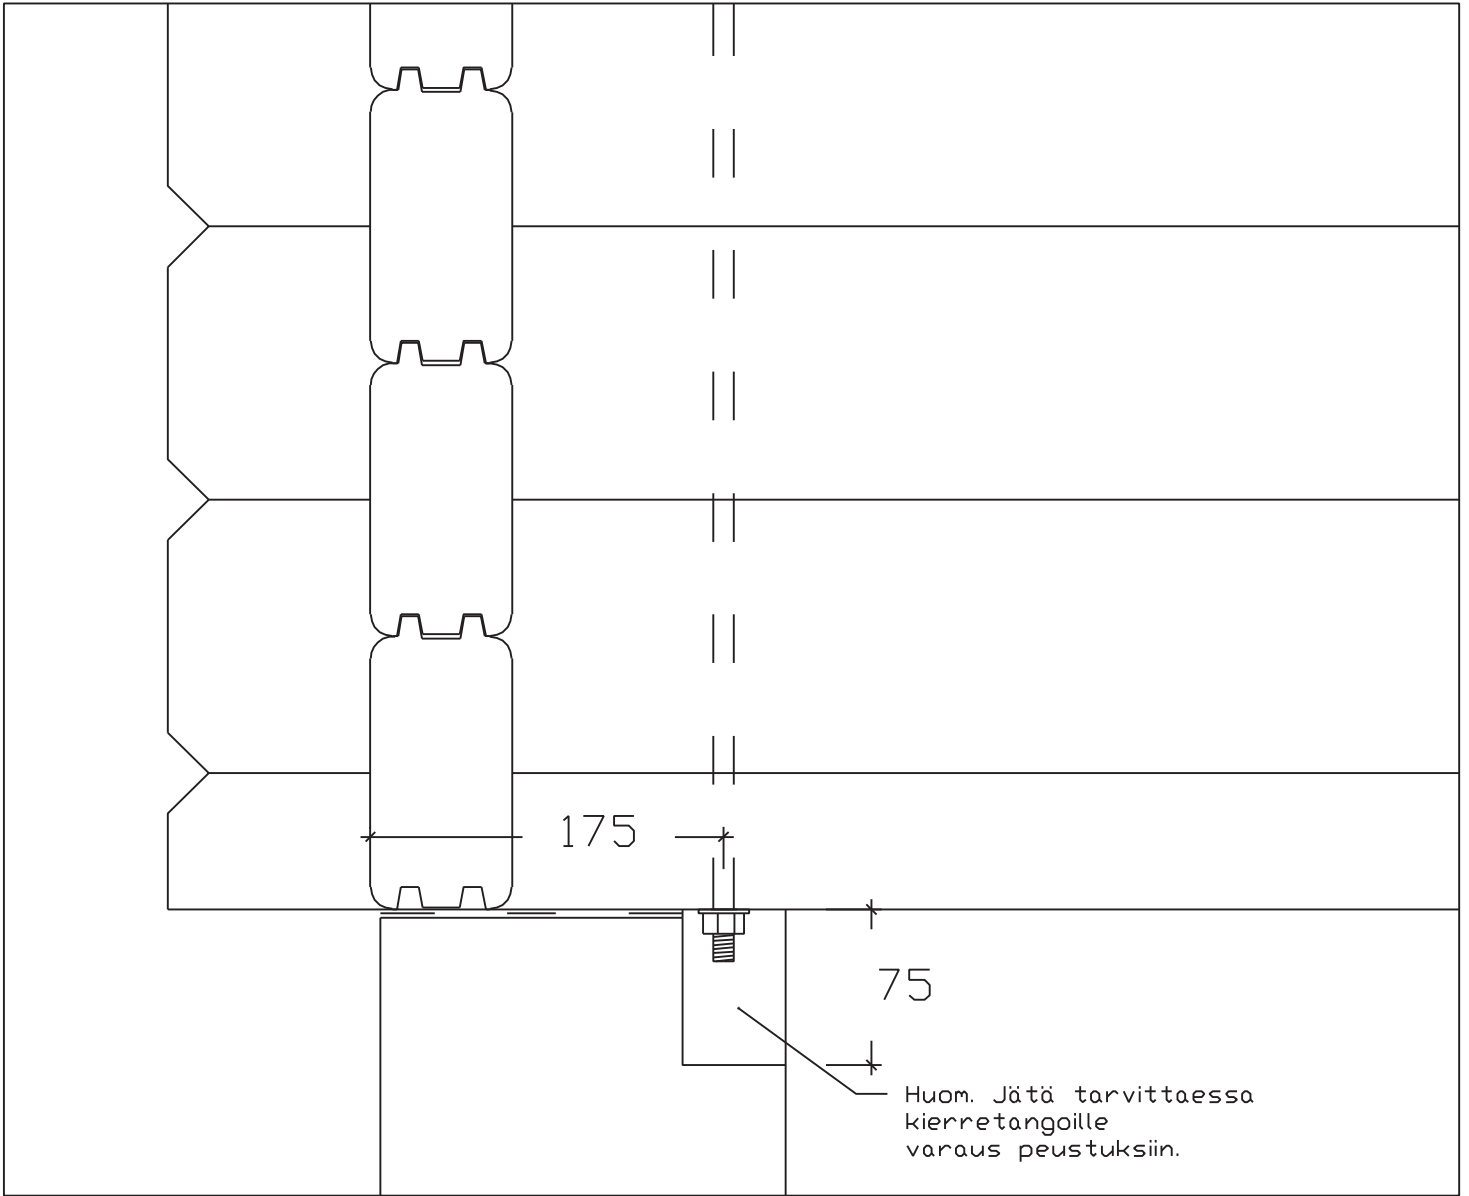 175
75
Huom. Jätä tarvittaessa
kierretangoille
varaus peustuksiin.